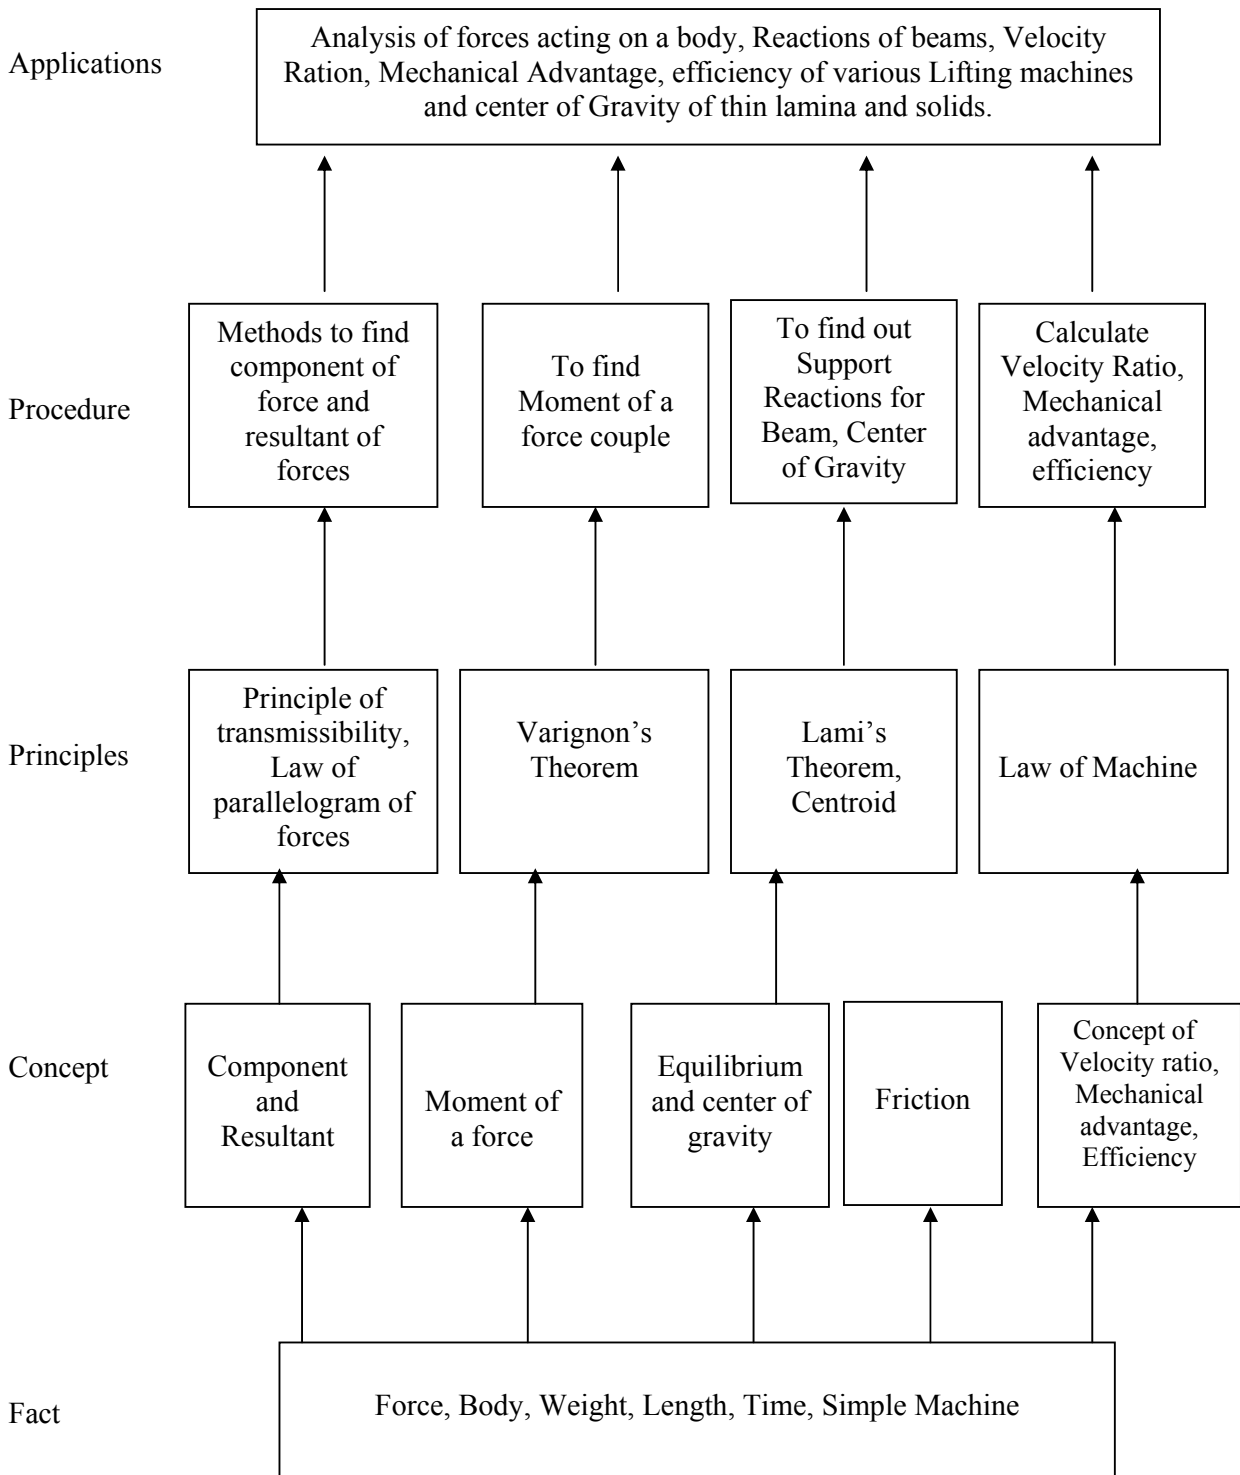 Applications
Analysis of forces acting on a body, Reactions of beams, Velocity
Ration, Mechanical Advantage, efficiency of various Lifting machines
and center of Gravity of thin lamina and solids.
Procedure
Methods to find
component of
force and
resultant of
forces
To find
Moment of a
force couple
To find out
Support
Reactions for
Beam, Center
of Gravity
Calculate
Velocity Ratio,
Mechanical
advantage,
efficiency
Principles
Principle of
transmissibility,
Law of
parallelogram of
forces
Varignon’s
Theorem
Lami’s
Theorem,
Centroid
Law of Machine
Concept
Component
and
Resultant
Moment of
a force
Equilibrium
and center of
gravity
Friction
Concept of
Velocity ratio,
Mechanical
advantage,
Efficiency
Fact
Force, Body, Weight, Length, Time, Simple Machine